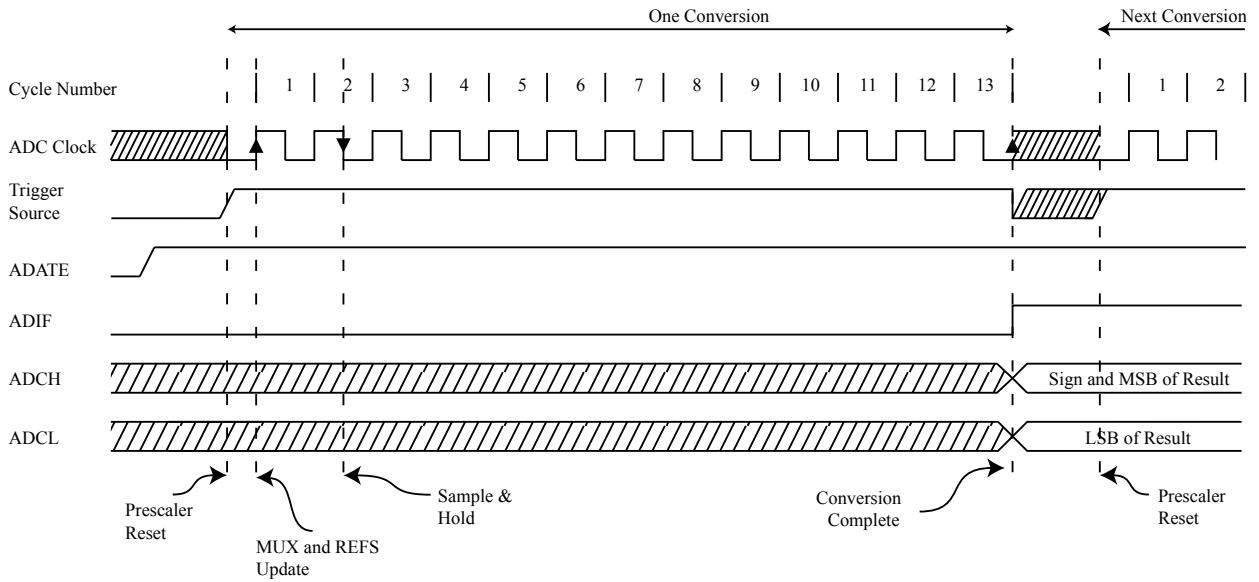 One Conversion
Next Conversion
Cycle Number
1 2 3 4 5 6 7 8 9 10 11 12 13 1 2
ADC Clock
Trigger
Source
ADATE
ADIF
ADCH
Sign and MSB of Result
ADCL
LSB of Result
Prescaler
Reset
MUX and REFS
Update
Sample &
Hold
Conversion
Complete
Prescaler
Reset